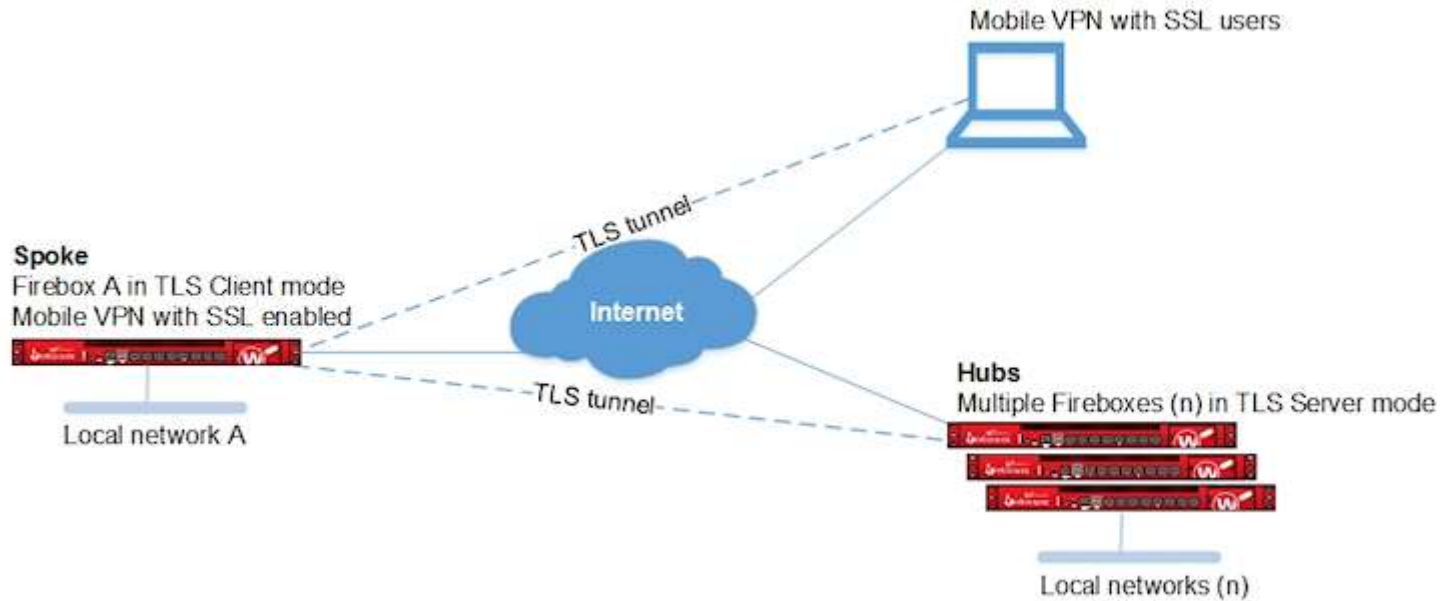 Mobile VPN with SSL users
TLS tunnel
Spoke
Firebox A in TLS Client mode
Mobile VPN with SSL enabled
Internet
TLS tunnel
Local network A
Hubs
Multiple Fireboxes (n) in TLS Server mode
Local networks (n)